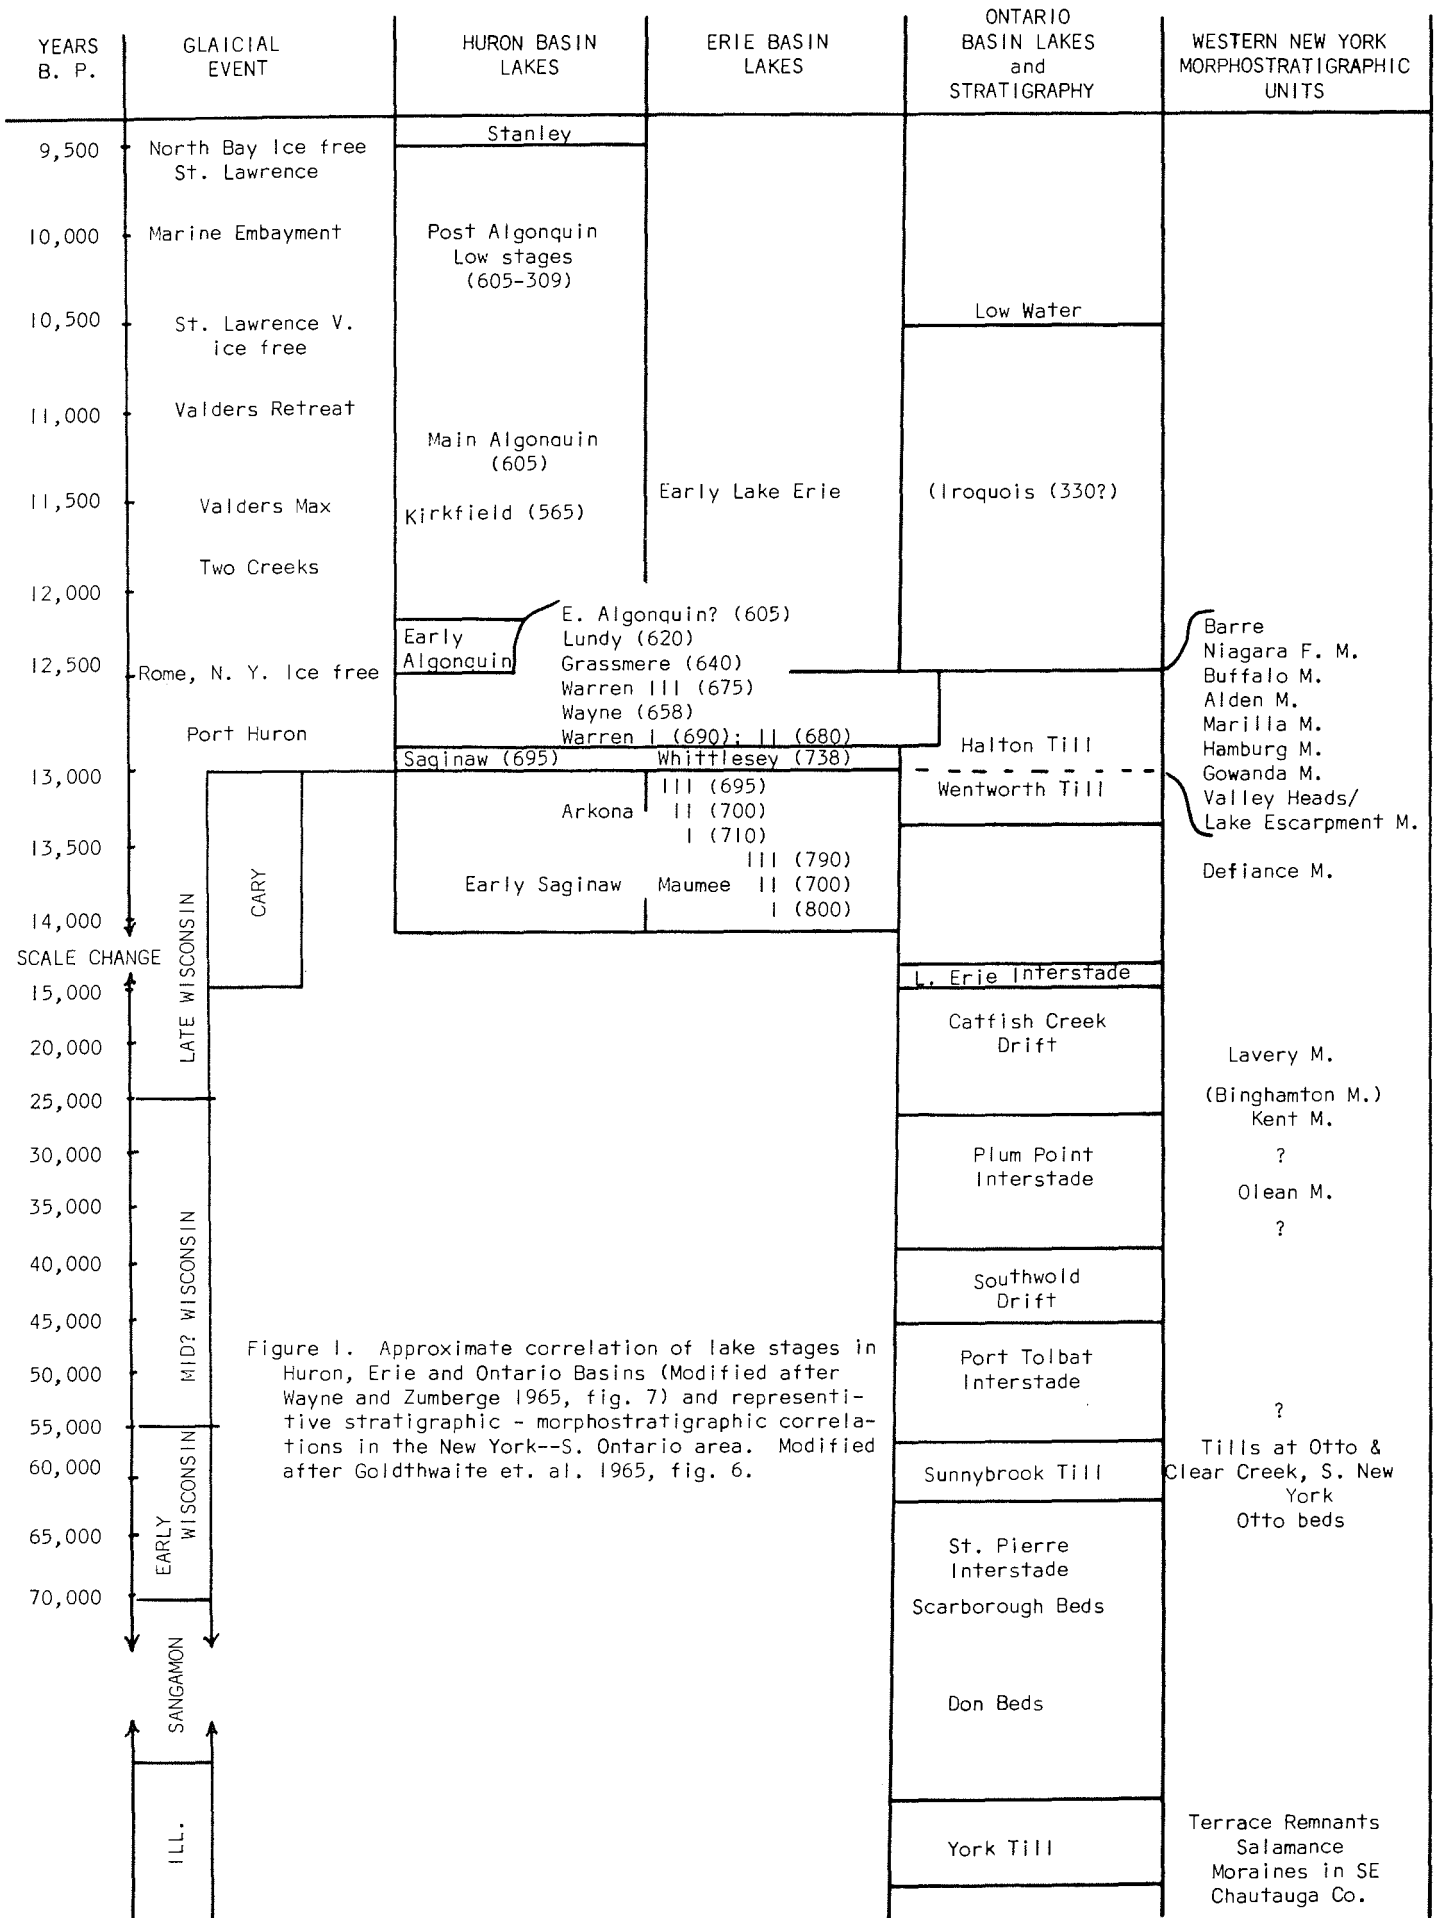 YEARS
B. P.
GLAICIAL
EVENT
HURON BASIN
LAKES
ERIE BASIN
LAKES
ONTARIO
BASIN LAKES
and
STRATIGRAPHY
WESTERN NEW YORK
MORPHOSTRATIGRAPHIC
UNITS
9,500
10,000
10,500
11,000
11,500
12,000
12,500
13,000
13,500
14,000
SCALE CHANGE
15,000
20,000
25,000
30,000
35,000
40,000
45,000
50,000
55,000
60,000
65,000
70,000
North Bay Ice free
St. Lawrence
Marine Embayment
St. Lawrence V.
ice free
Valders Retreat
Valders Max
Two Creeks
Rome, N. Y. Ice free
Port Huron
CARY
LATE WISCONSIN
MID? WISCONSIN
EARLY
WISCONSIN
SANGAMON
ILL.
Stanley
Post Algonquin
Low stages
(605-309)
Main Algonquin
(605)
Kirkfield (565)
Early
Algonquin
Saginaw (695)
Early Saginaw
Early Lake Erie
E. Algonquin? (605)
Lundy (620)
Grassmere (640)
Warren III (675)
Wayne (658)
Warren I (690); II (680)
Whittlesey (738)
III (695)
Arkona II (700)
I (710)
III (790)
Maumee II (700)
I (800)
Low Water
(Iroquois (330?)
Halton Till
Wentworth Till
L. Erie Interstade
Catfish Creek
Drift
Plum Point
Interstade
Southwold
Drift
Port Tolbat
Interstade
Sunnybrook Till
St. Pierre
Interstade
Scarborough Beds
Don Beds
York Till
Barre
Niagara F. M.
Buffalo M.
Alden M.
Marilla M.
Hamburg M.
Gowanda M.
Valley Heads/
Lake Escarpment M.
Defiance M.
Lavery M.
(Binghamton M.)
Kent M.
?
Olean M.
?
?
Tills at Otto &
Clear Creek, S. New
York
Otto beds
Terrace Remnants
Salamance
Moraines in SE
Chautauga Co.
Figure 1. Approximate correlation of lake stages in
Huron, Erie and Ontario Basins (Modified after
Wayne and Zumberge 1965, fig. 7) and representi-
tive stratigraphic - morphostratigraphic correla-
tions in the New York--S. Ontario area. Modified
after Goldthwaite et. al. 1965, fig. 6.